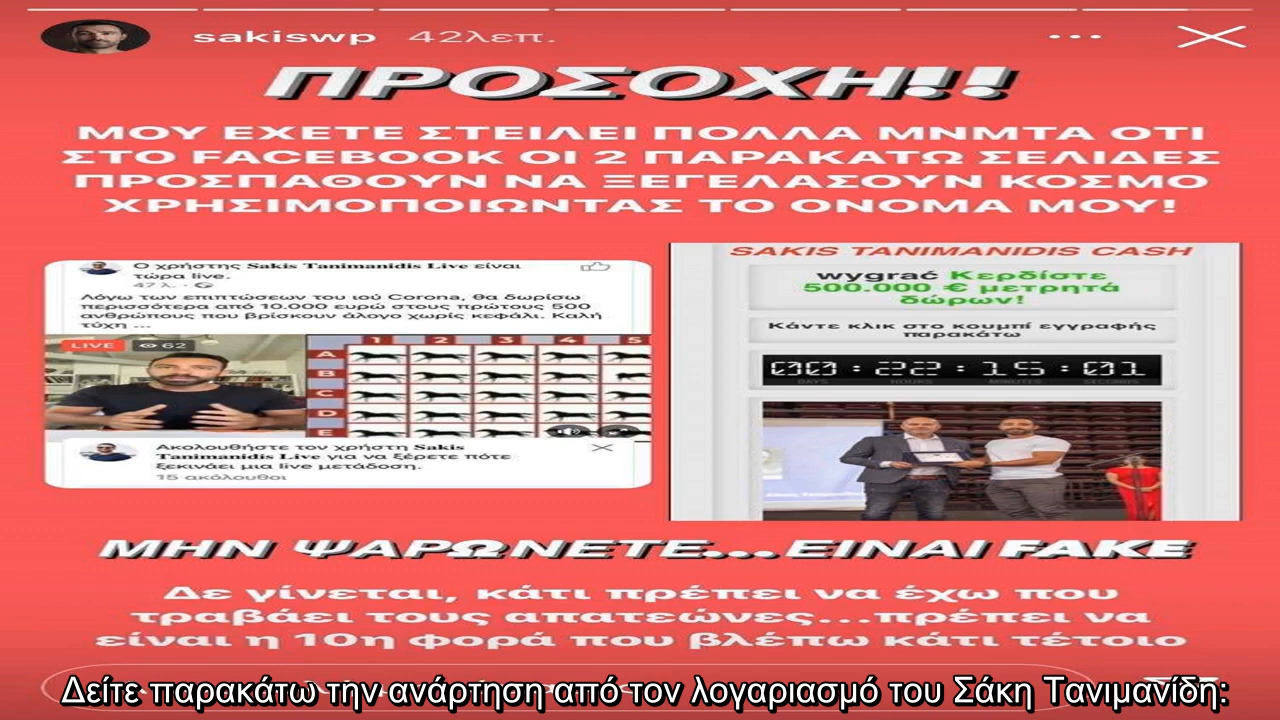 sakiswp 42λεπ.
ΠΡΟΣΟΧΗ!!
ΜΟΥ ΕΧΕΤΕ ΣΤΕΙΛΕΙ ΠΟΛΛΑ ΜΝΜΤΑ ΟΤΙ
ΣΤΟ FACEBOOK ΟΙ 2 ΠΑΡΑΚΑΤΩ ΣΕΛΙΔΕΣ
ΠΡΟΣΠΑΘΟΥΝ ΝΑ ΞΕΓΕΛΑΣΟΥΝ ΚΟΣΜΟ
ΧΡΗΣΙΜΟΠΟΙΩΝΤΑΣ ΤΟ ΟΝΟΜΑ ΜΟΥ!
Ο χρήστης Sakis Tanimanidis Live είναι
τώρα live.
47 λ. ·
Λόγω των επιπτώσεων του ιού Corona, θα δωρίσω
περισσότερα από 10.000 ευρώ στους πρώτους 500
ανθρώπους που βρίσκουν άλογο χωρίς κεφάλι. Καλή
τύχη ...
LIVE 62
1 2 3 4 5
A
B
C
D
E
Ακολουθήστε τον χρήστη Sakis
Tanimanidis Live για να ξέρετε πότε
ξεκινάει μια live μετάδοση.
15 ακόλουθοι
SAKIS TANIMANIDIS CASH
wygrać Κερδίστε
500.000 € μετρητά
δώρων!
Κάντε κλικ στο κουμπί εγγραφής
παρακάτω
00 : 22 : 15 : 01
DAYS HOURS MINUTES SECONDS
ΜΗΝ ΨΑΡΩΝΕΤΕ...ΕΙΝΑΙ FAKE
Δε γίνεται, κάτι πρέπει να έχω που
τραβάει τους απατεώνες...πρέπει να
είναι η 10η φορά που βλέπω κάτι τέτοιο
Δείτε παρακάτω την ανάρτηση από τον λογαριασμό του Σάκη Τανιμανίδη: